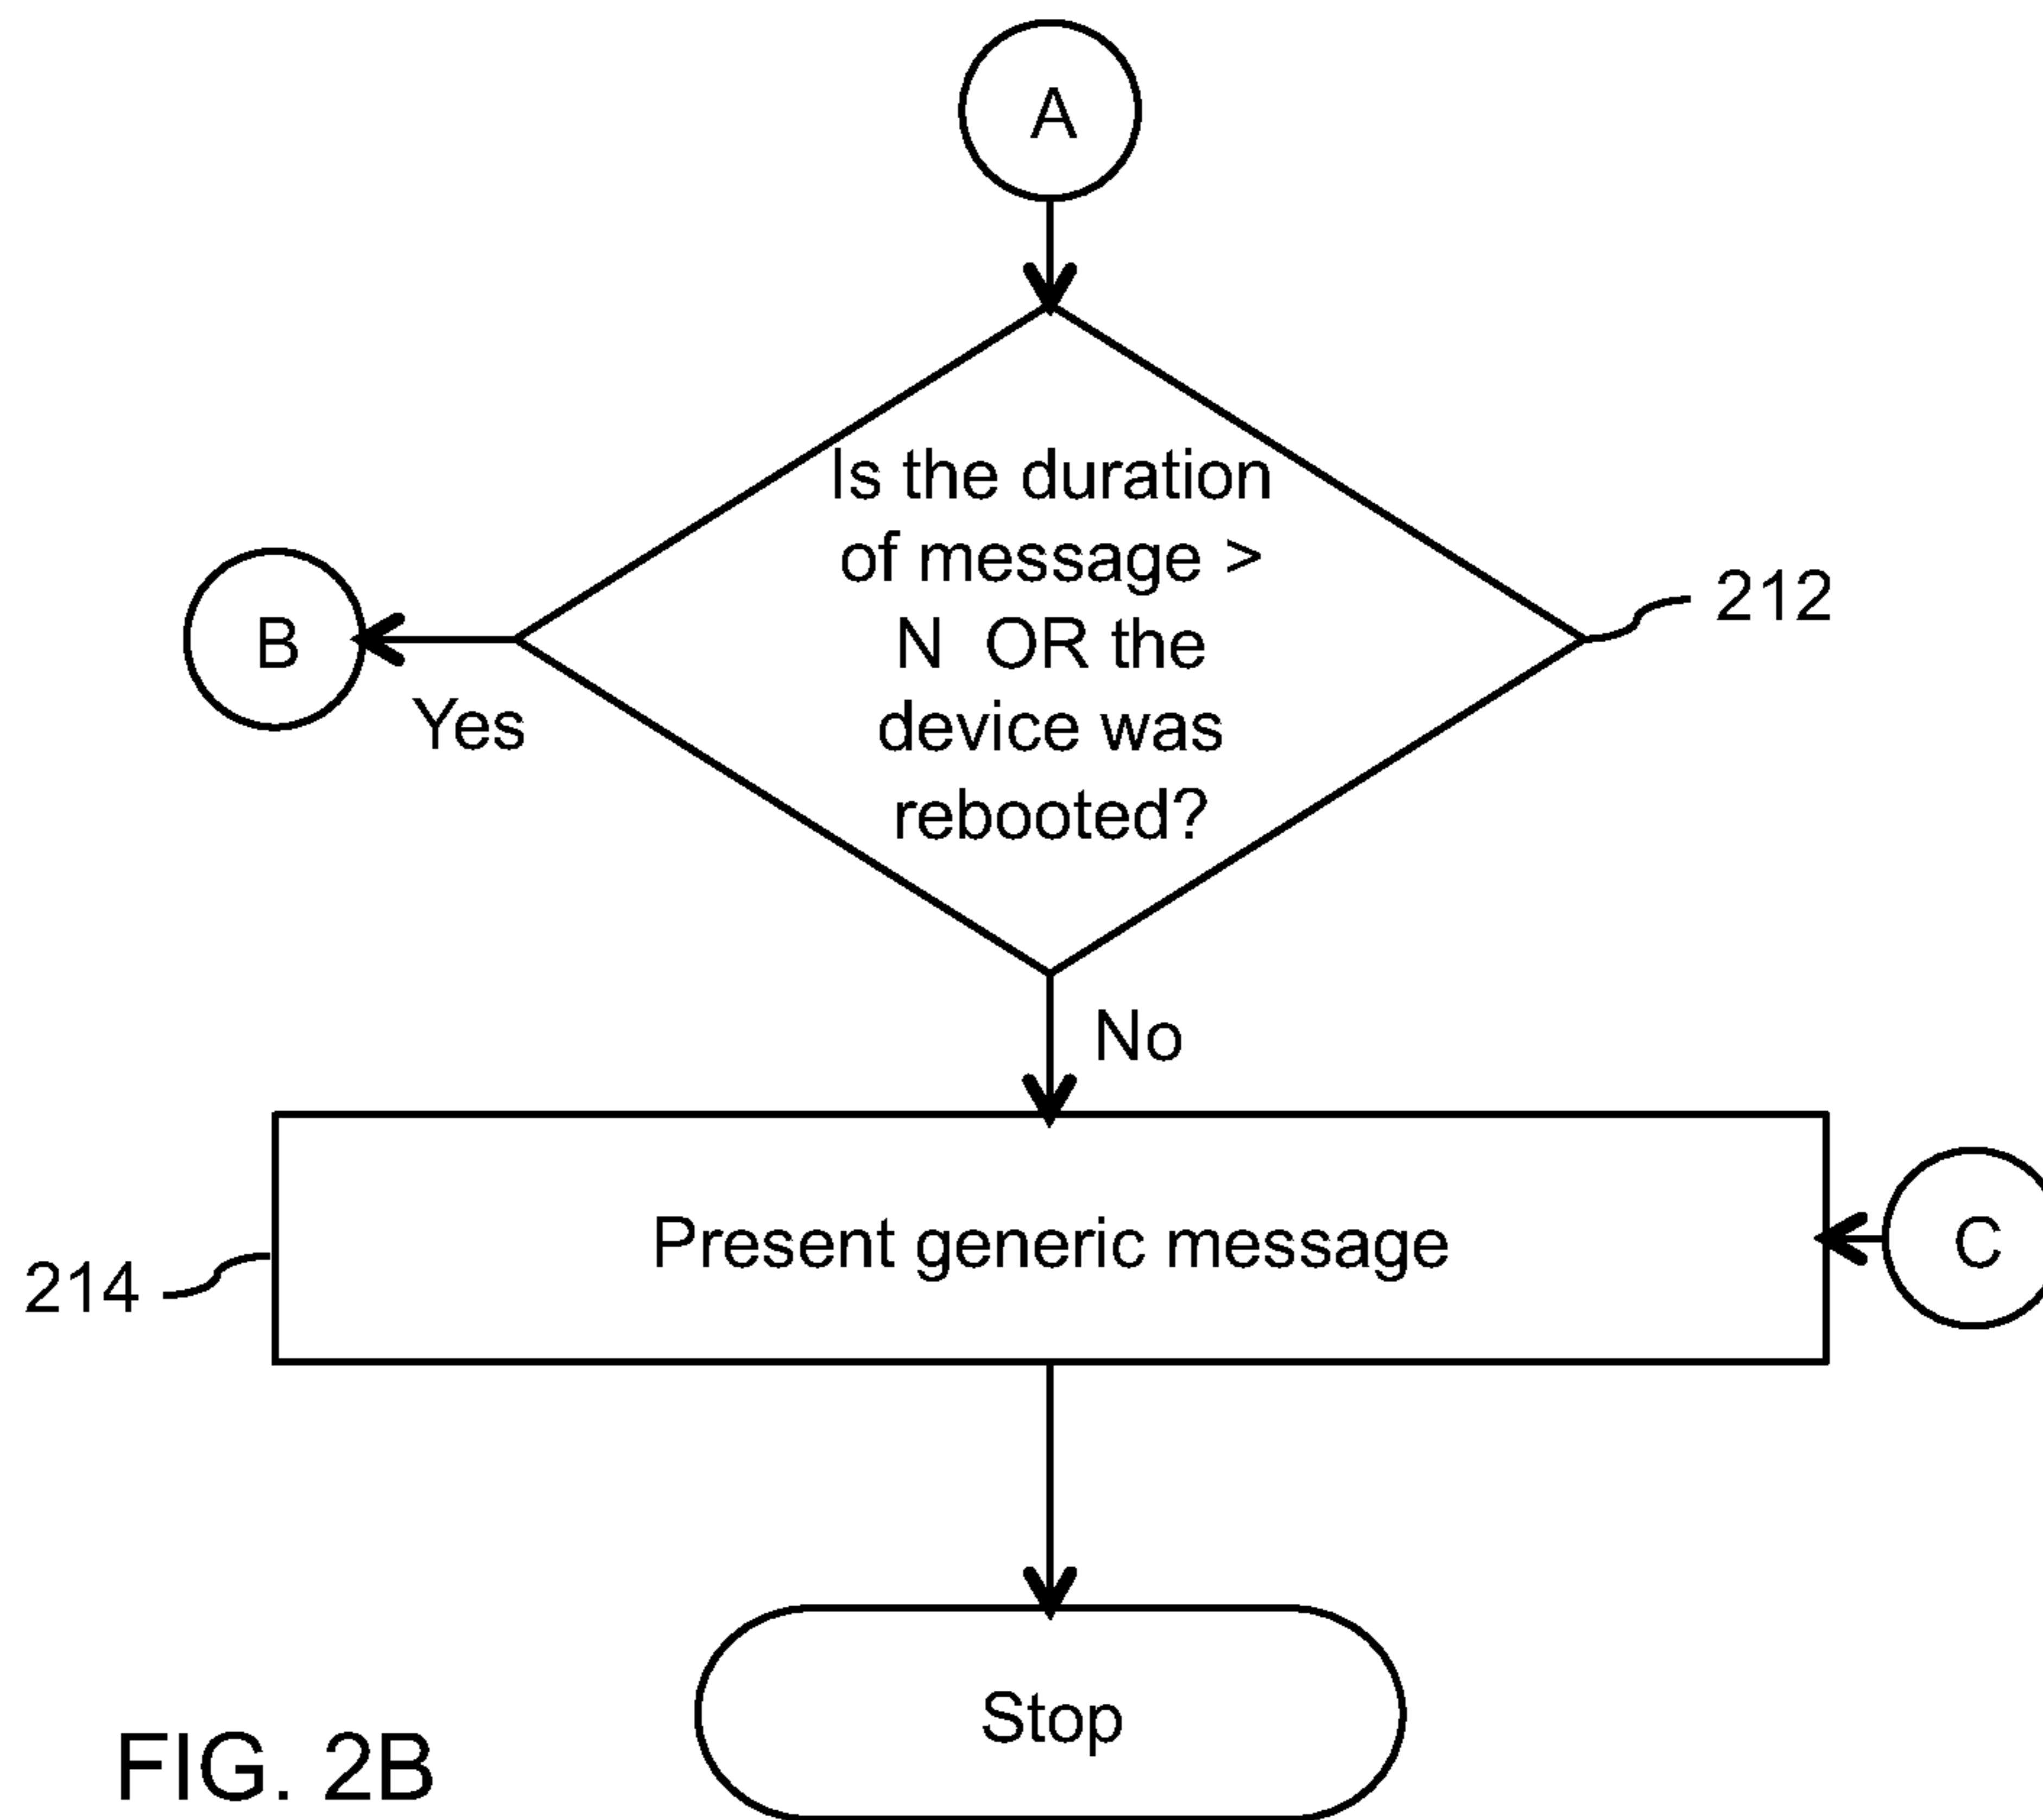 A
Is the duration
of message >
N OR the
device was
rebooted?
212
B
Yes
No
Present generic message
C
214
Stop
FIG. 2B